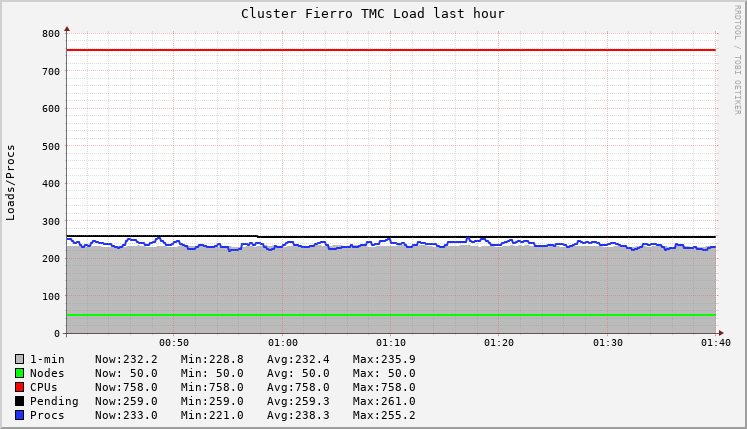 Cluster Fierro TMC Load last hour
RRDTOOL / TOBI OETIKER
Loads/Procs
800
700
600
500
400
300
200
100
0
00:50 01:00 01:10 01:20 01:30 01:40
1-min Now:232.2 Min:228.8 Avg:232.4 Max:235.9
Nodes Now: 50.0 Min: 50.0 Avg: 50.0 Max: 50.0
CPUs Now:758.0 Min:758.0 Avg:758.0 Max:758.0
Pending Now:259.0 Min:259.0 Avg:259.3 Max:261.0
Procs Now:233.0 Min:221.0 Avg:238.3 Max:255.2